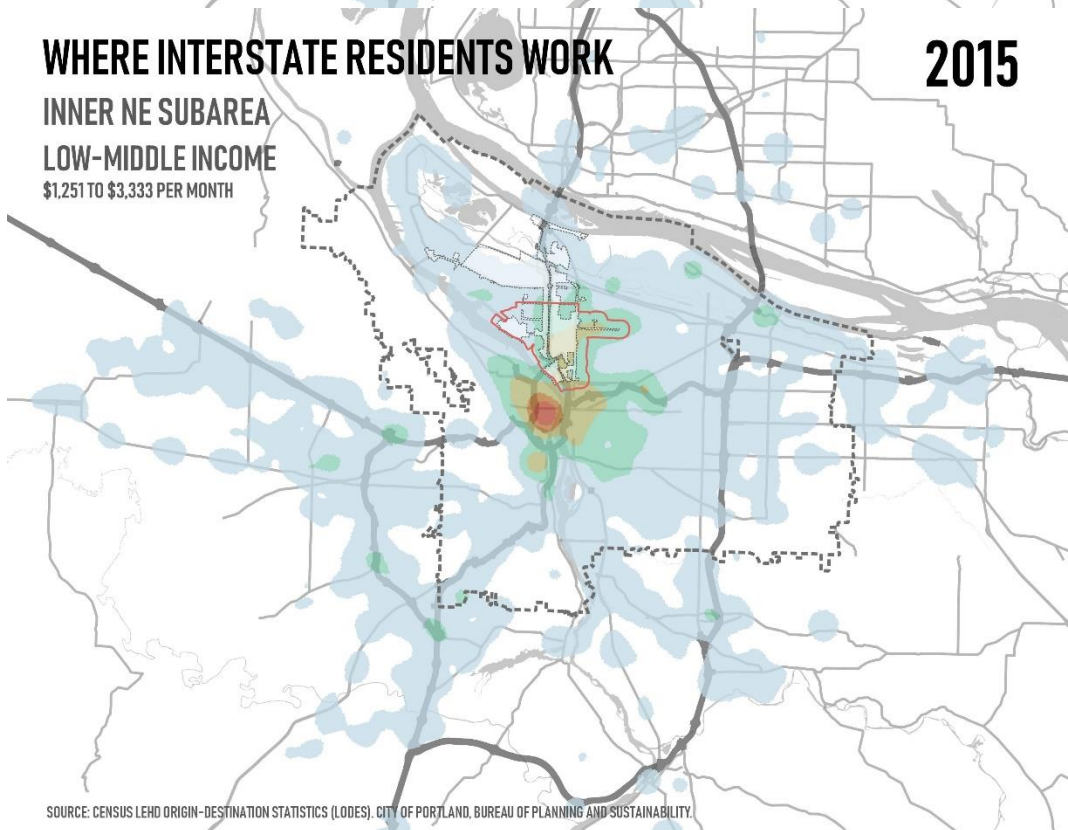 WHERE INTERSTATE RESIDENTS WORK
2015
INNER NE SUBAREA
LOW-MIDDLE INCOME
$1,251 TO $3,333 PER MONTH
SOURCE: CENSUS LEHD ORIGIN-DESTINATION STATISTICS (LODES). CITY OF PORTLAND, BUREAU OF PLANNING AND SUSTAINABILITY.